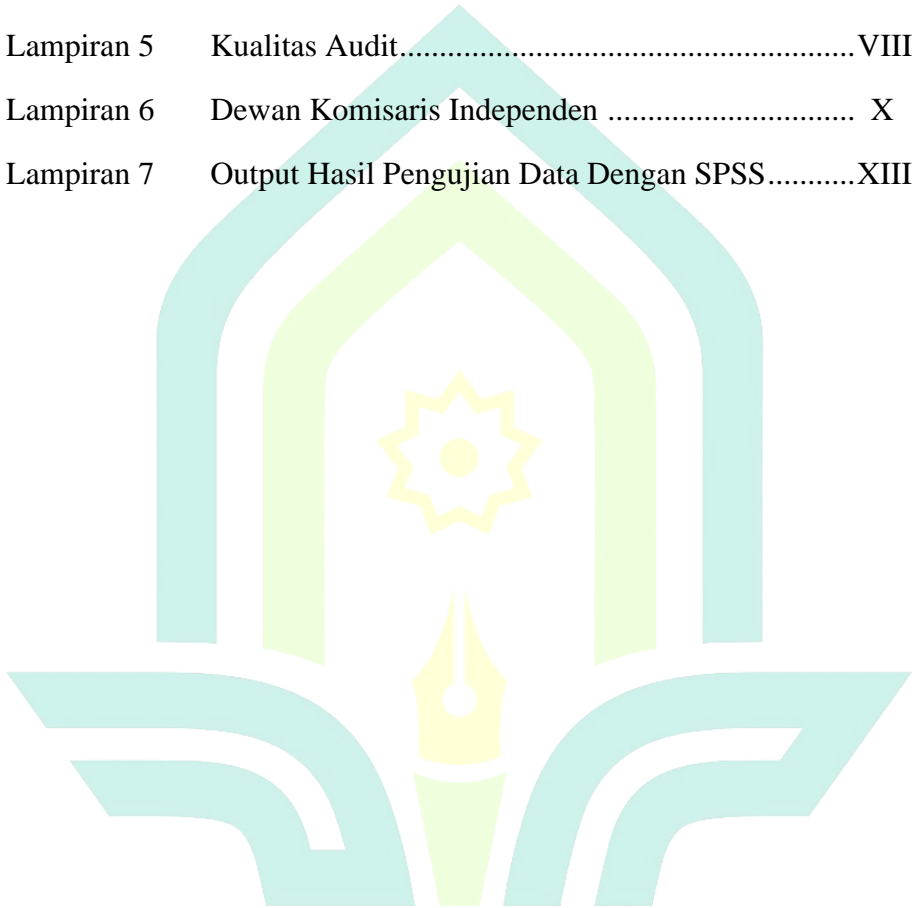 Lampiran 5 Kualitas Audit.........................................................VIII
Lampiran 6 Dewan Komisaris Independen ............................... X
Lampiran 7 Output Hasil Pengujian Data Dengan SPSS...........XIII